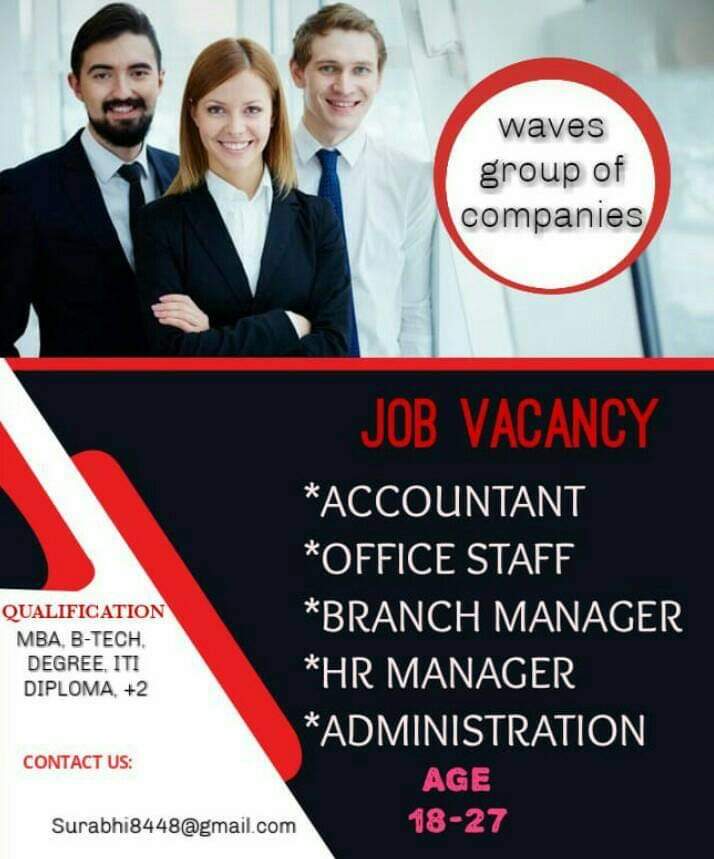 waves
group of
companies
JOB VACANCY
*ACCOUNTANT
*OFFICE STAFF
*BRANCH MANAGER
*HR MANAGER
*ADMINISTRATION
AGE
18-27
QUALIFICATION
MBA, B-TECH,
DEGREE, ITI
DIPLOMA, +2
CONTACT US:
Surabhi8448@gmail.com